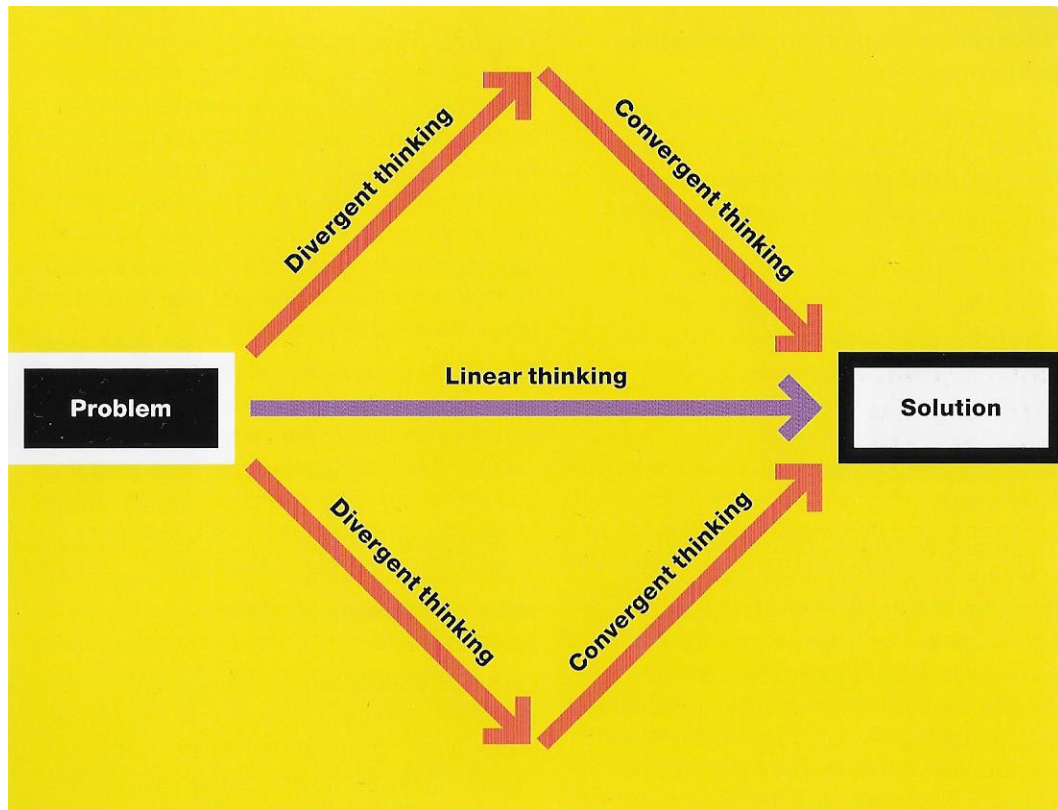 Divergent thinking
Convergent thinking
Linear thinking
Problem
Solution
Divergent thinking
Convergent thinking